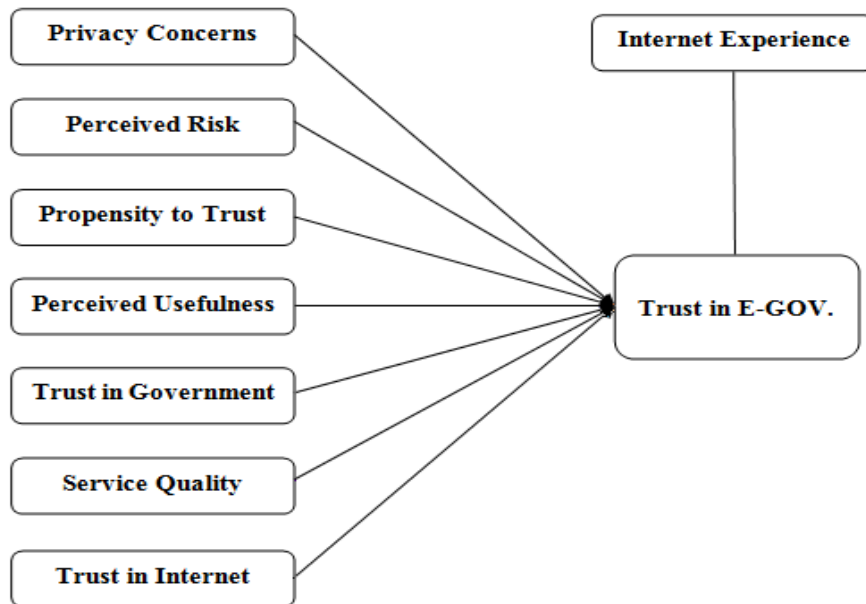 Privacy Concerns
Internet Experience
Perceived Risk
Propensity to Trust
Perceived Usefulness
Trust in E-GOV.
Trust in Government
Service Quality
Trust in Internet